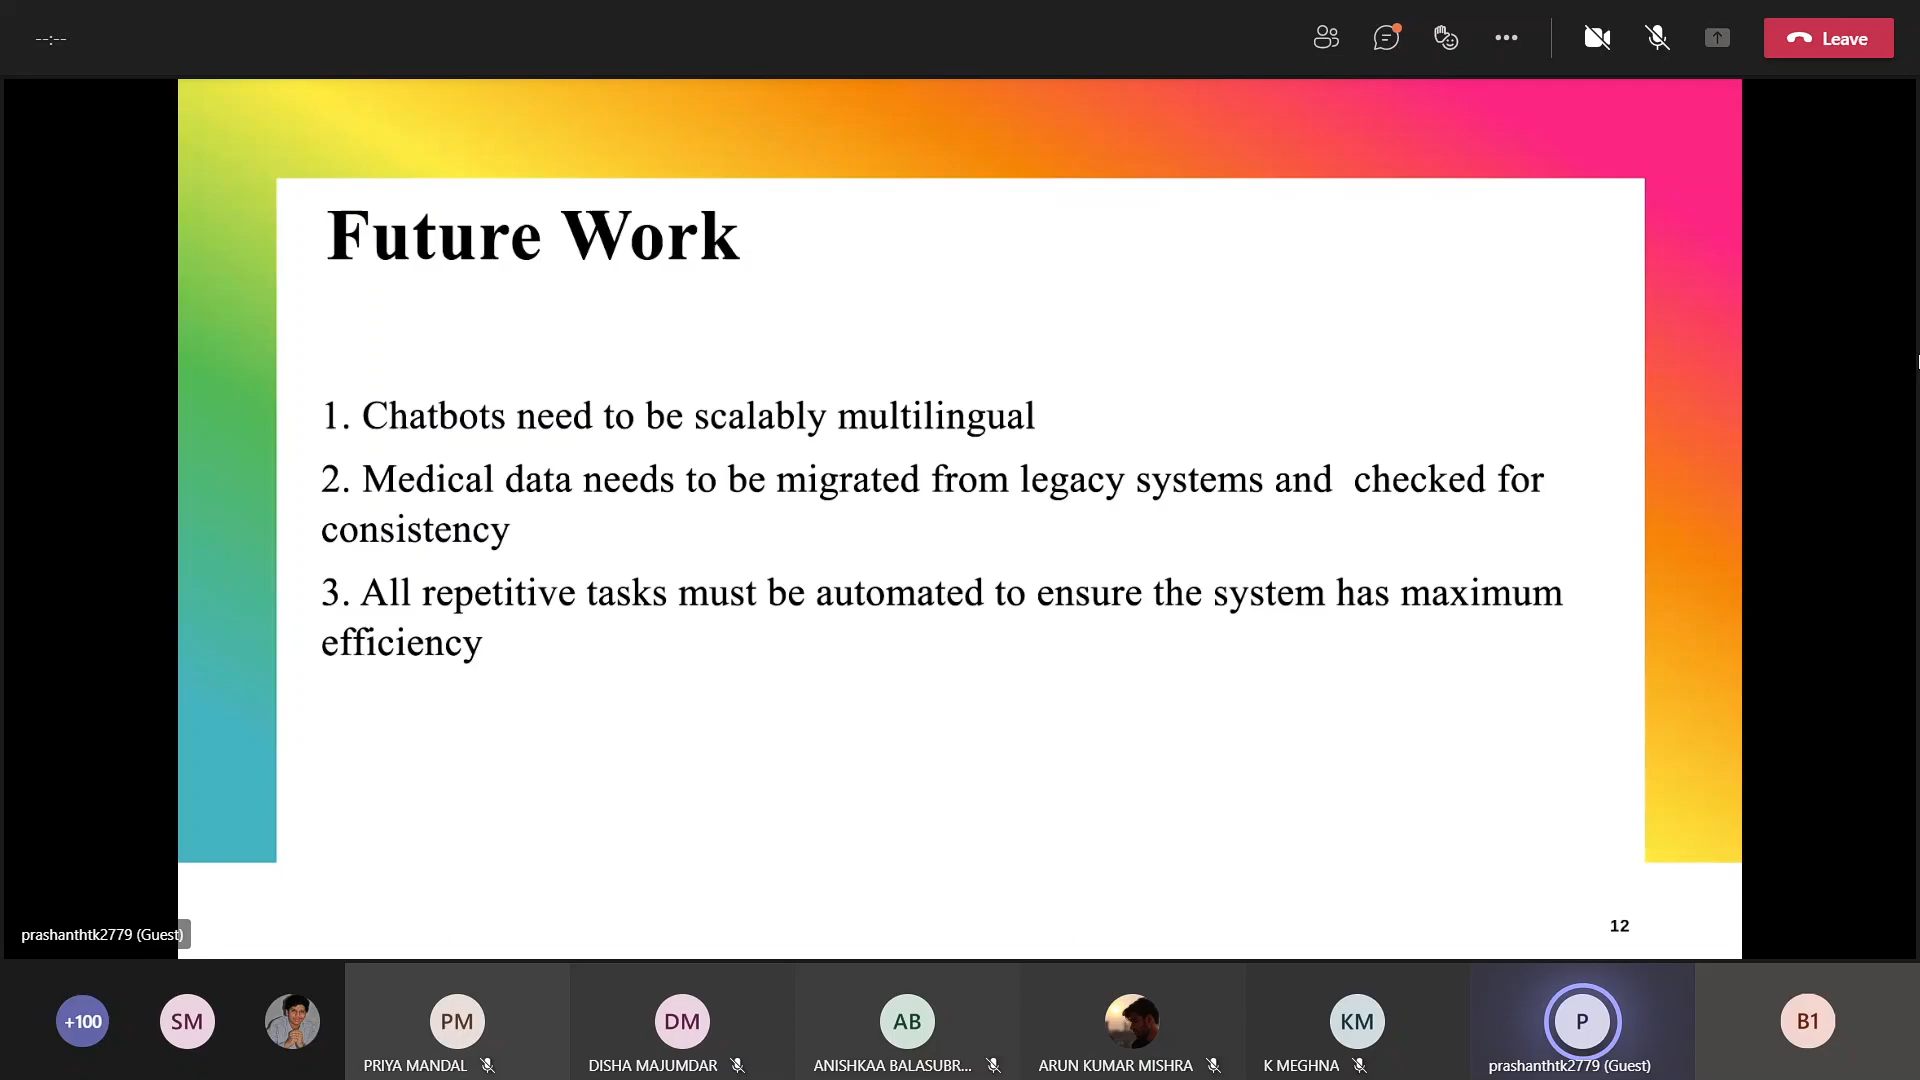 --:--
Leave
Future Work
1. Chatbots need to be scalably multilingual
2. Medical data needs to be migrated from legacy systems and  checked for
consistency
3. All repetitive tasks must be automated to ensure the system has maximum
efficiency
12
prashanthtk2779 (Guest)
+100
SM
PM
DM
AB
KM
P
B1
PRIYA MANDAL
DISHA MAJUMDAR
ANISHKAA BALASUBR...
ARUN KUMAR MISHRA
K MEGHNA
prashanthtk2779 (Guest)